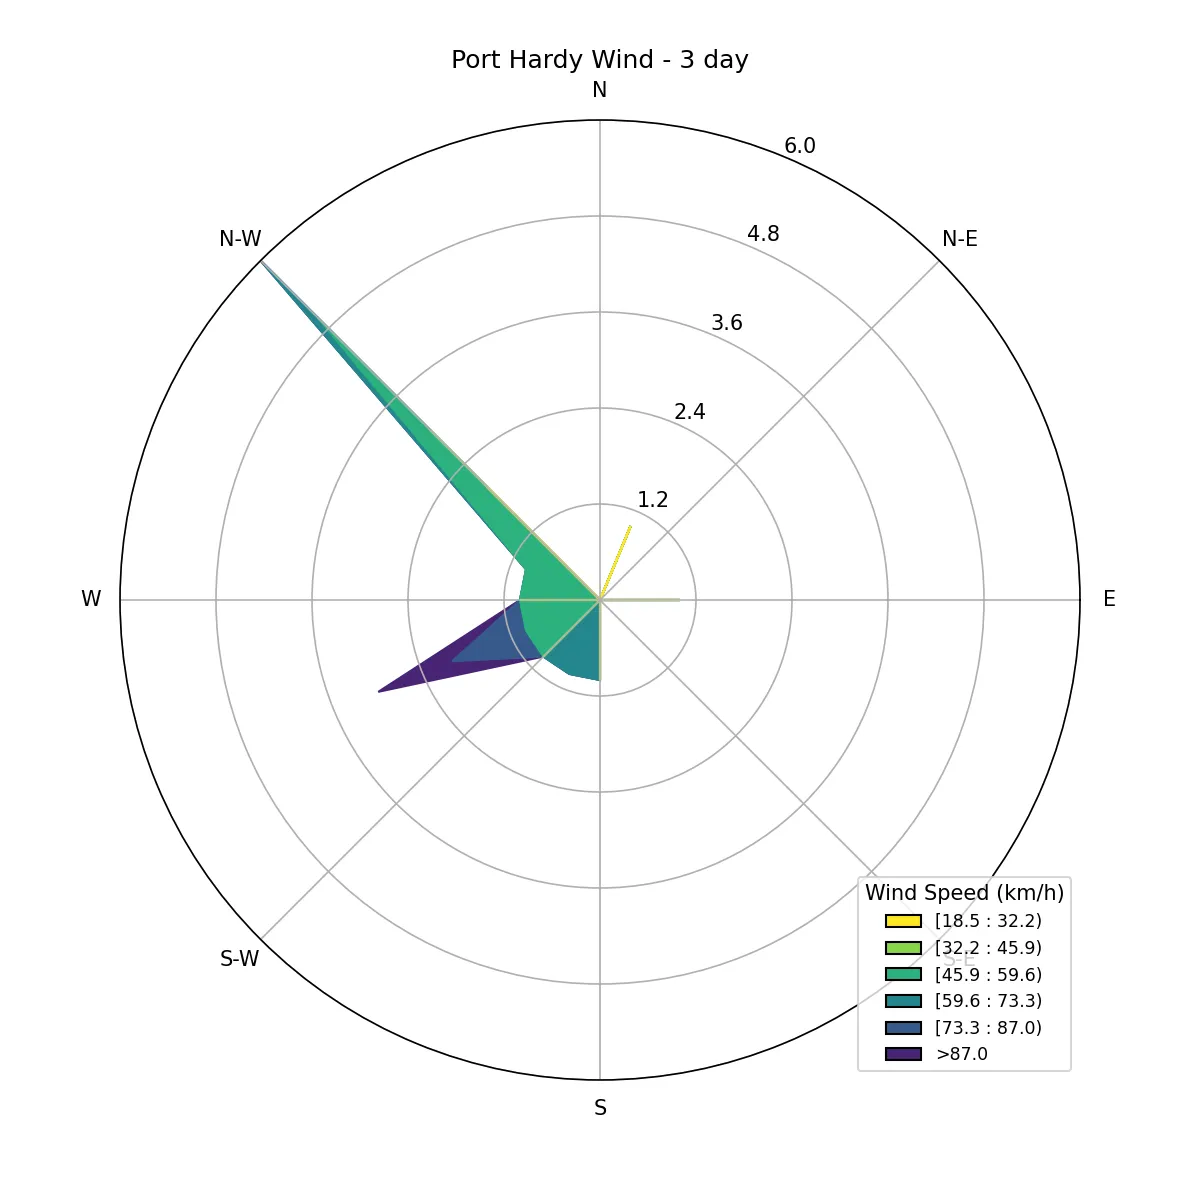 Port Hardy Wind - 3 day
N
6.0
4.8
N-W
N-E
3.6
2.4
1.2
W
E
Wind Speed (km/h)
[18.5 : 32.2)
[32.2 : 45.9)
S-W
S-E
[45.9 : 59.6)
[59.6 : 73.3)
[73.3 : 87.0)
>87.0
S